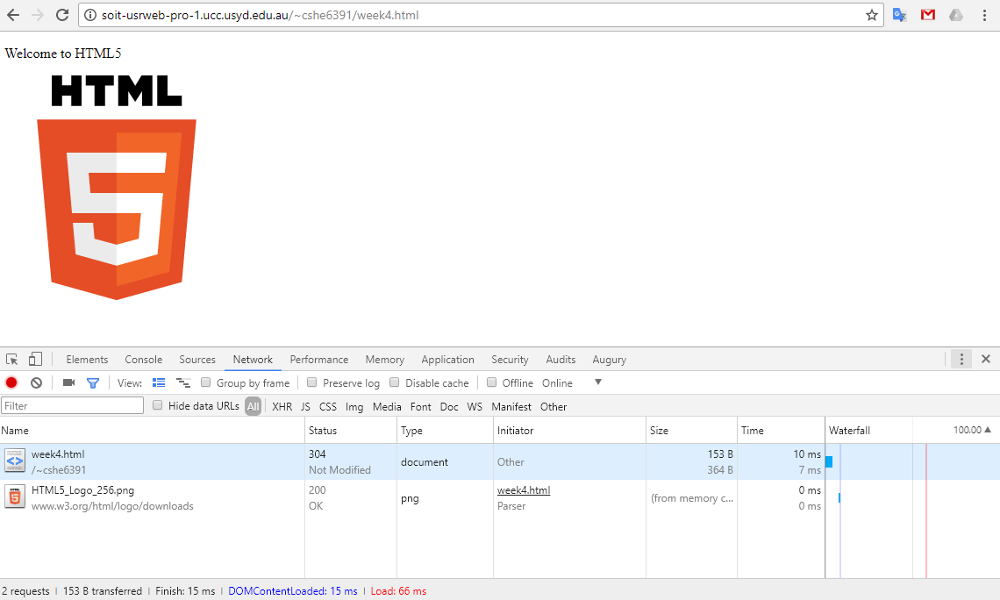 soit-usrweb-pro-1.ucc.usyd.edu.au/~cshe6391/week4.html
Welcome to HTML5
HTML
5
Elements Console Sources Network Performance Memory Application Security Audits Augury
View: Group by frame Preserve log Disable cache Offline Online
Filter Hide data URLs All XHR JS CSS Img Media Font Doc WS Manifest Other
Name Status Type Initiator Size Time Waterfall 100.00
week4.html 304 document Other 153 B 10 ms
/~cshe6391 Not Modified 364 B 7 ms
HTML5_Logo_256.png 200 png week4.html (from memory c... 0 ms
www.w3.org/html/logo/downloads OK Parser 0 ms
2 requests | 153 B transferred | Finish: 15 ms | DOMContentLoaded: 15 ms | Load: 66 ms